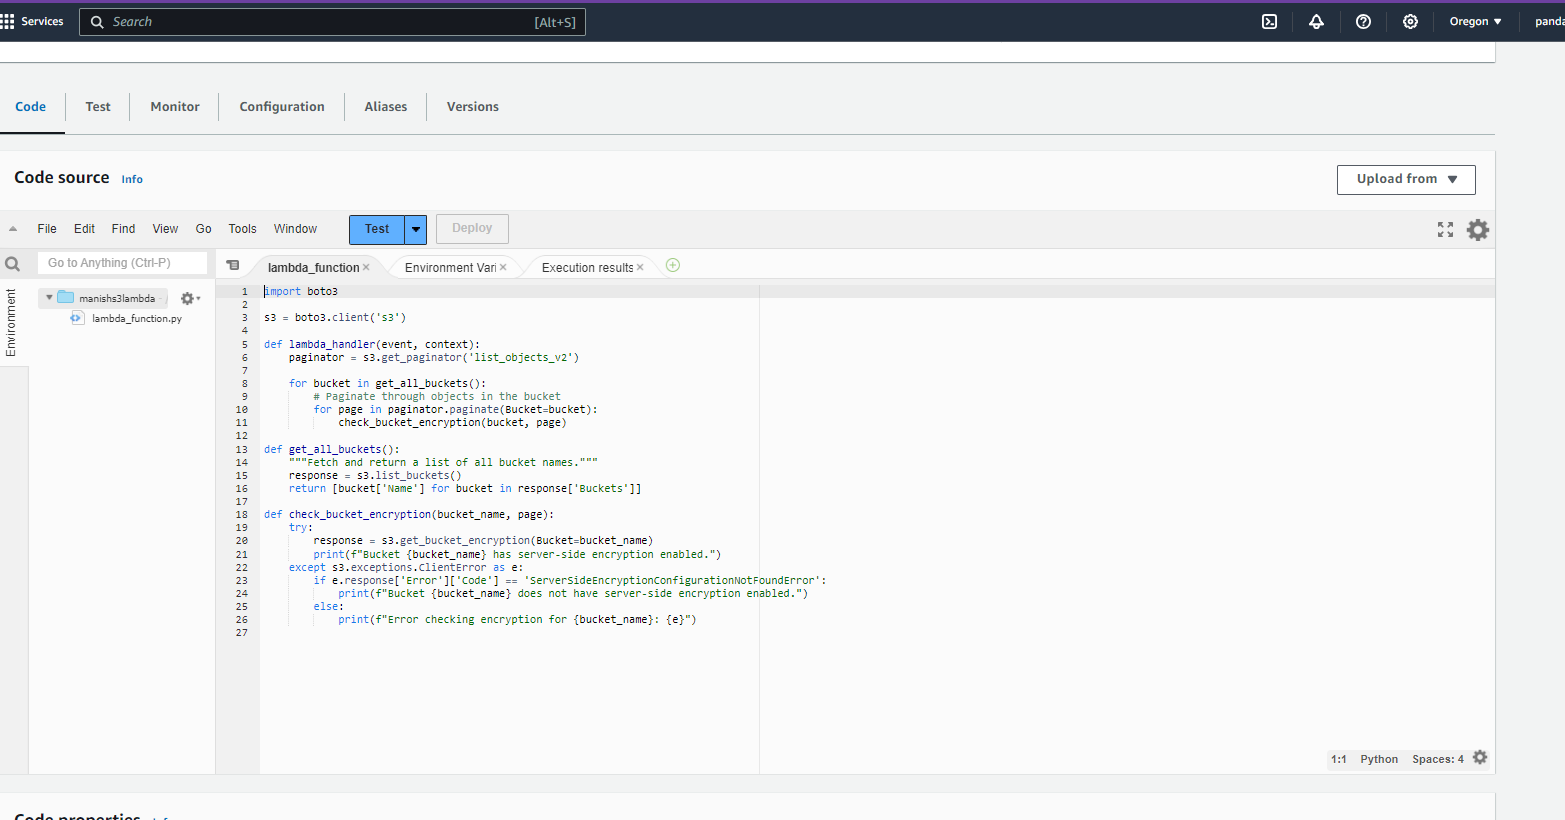 Services
Search
[Alt+S]
Oregon
Code
Test
Monitor
Configuration
Aliases
Versions
Code source
Info
Upload from
File Edit Find View Go Tools Window
Test
Deploy
Go to Anything (Ctrl-P)
lambda_function
Environment Vari
Execution results
Environment
manishs3lambda
lambda_function.py
1 import boto3
2
3 s3 = boto3.client('s3')
4
5 def lambda_handler(event, context):
6     paginator = s3.get_paginator('list_objects_v2')
7
8     for bucket in get_all_buckets():
9         # Paginate through objects in the bucket
10         for page in paginator.paginate(Bucket=bucket):
11             check_bucket_encryption(bucket, page)
12
13 def get_all_buckets():
14     """Fetch and return a list of all bucket names."""
15     response = s3.list_buckets()
16     return [bucket['Name'] for bucket in response['Buckets']]
17
18 def check_bucket_encryption(bucket_name, page):
19     try:
20         response = s3.get_bucket_encryption(Bucket=bucket_name)
21         print(f"Bucket {bucket_name} has server-side encryption enabled.")
22     except s3.exceptions.ClientError as e:
23         if e.response['Error']['Code'] == 'ServerSideEncryptionConfigurationNotFoundError':
24             print(f"Bucket {bucket_name} does not have server-side encryption enabled.")
25         else:
26             print(f"Error checking encryption for {bucket_name}: {e}")
27
1:1 Python Spaces: 4
Code properties